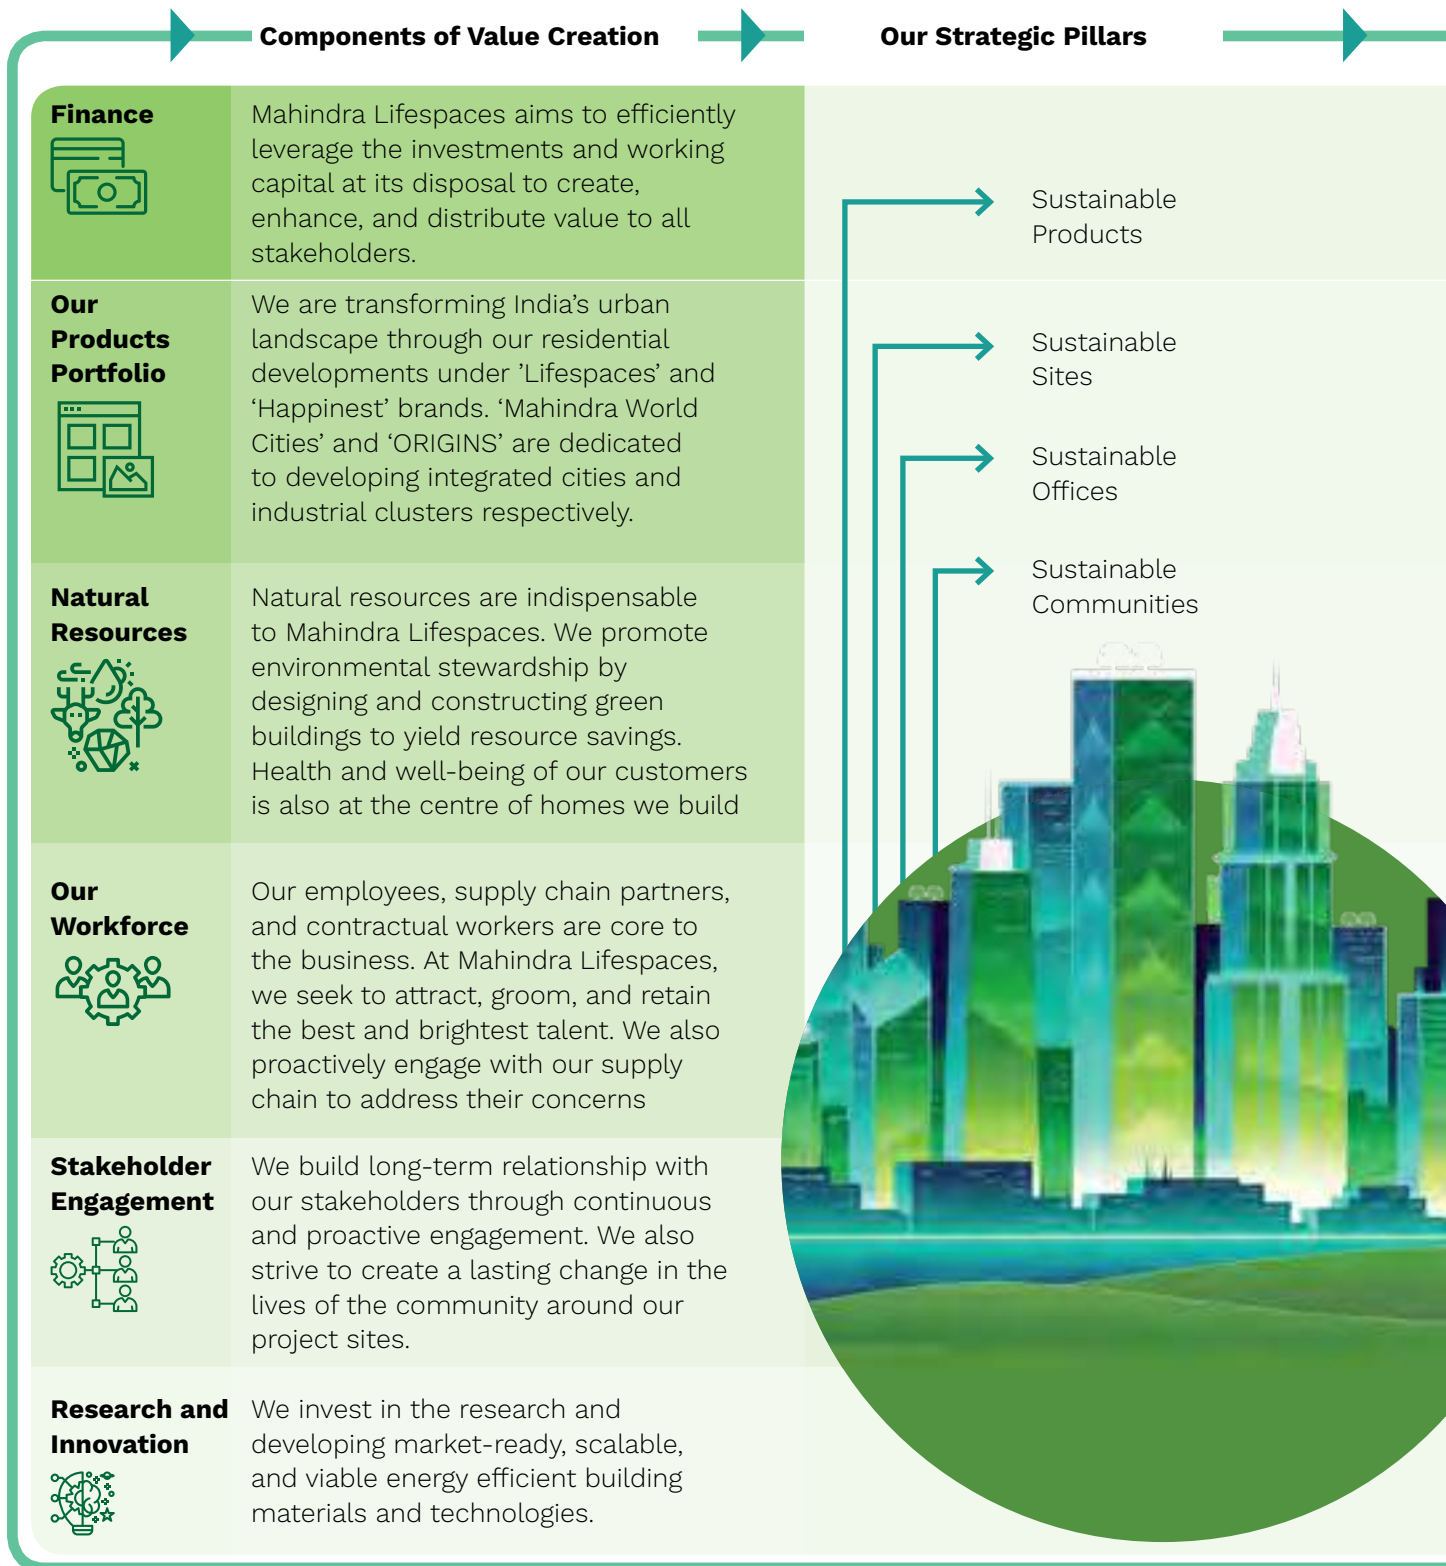 Components of Value Creation
Our Strategic Pillars
Finance
Mahindra Lifespaces aims to efficiently
leverage the investments and working
capital at its disposal to create,
enhance, and distribute value to all
stakeholders.
Our
Products
Portfolio
We are transforming India’s urban
landscape through our residential
developments under ’Lifespaces’ and
‘Happinest’ brands. ‘Mahindra World
Cities’ and ‘ORIGINS’ are dedicated
to developing integrated cities and
industrial clusters respectively.
Natural
Resources
Natural resources are indispensable
to Mahindra Lifespaces. We promote
environmental stewardship by
designing and constructing green
buildings to yield resource savings.
Health and well-being of our customers
is also at the centre of homes we build
Our
Workforce
Our employees, supply chain partners,
and contractual workers are core to
the business. At Mahindra Lifespaces,
we seek to attract, groom, and retain
the best and brightest talent. We also
proactively engage with our supply
chain to address their concerns
Stakeholder
Engagement
We build long-term relationship with
our stakeholders through continuous
and proactive engagement. We also
strive to create a lasting change in the
lives of the community around our
project sites.
Research and
Innovation
We invest in the research and
developing market-ready, scalable,
and viable energy efficient building
materials and technologies.
Sustainable
Products
Sustainable
Sites
Sustainable
Offices
Sustainable
Communities